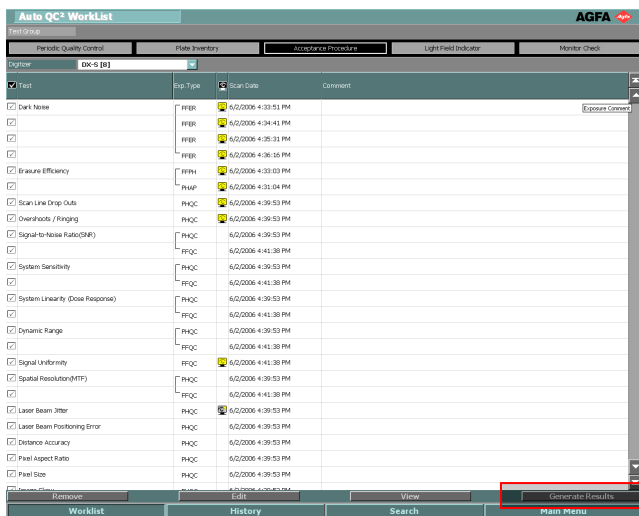 Auto QC² WorkList
AGFA
Test Group
Periodic Quality Control Plate Inventory Acceptance Procedure Light Field Indicator Monitor Check
Digitizer DX-S [8]
Test Exp.Type Scan Date Comment
Dark Noise FFER 6/2/2006 4:33:51 PM Exposure Comment
FFER 6/2/2006 4:34:41 PM
FFER 6/2/2006 4:35:31 PM
FFER 6/2/2006 4:36:16 PM
Erasure Efficiency FFPH 6/2/2006 4:33:03 PM
PHAP 6/2/2006 4:31:04 PM
Scan Line Drop Outs PHQC 6/2/2006 4:39:53 PM
Overshoots / Ringing PHQC 6/2/2006 4:39:53 PM
Signal-to-Noise Ratio(SNR) PHQC 6/2/2006 4:39:53 PM
FFQC 6/2/2006 4:41:38 PM
System Sensitivity PHQC 6/2/2006 4:39:53 PM
FFQC 6/2/2006 4:41:38 PM
System Linearity (Dose Response) PHQC 6/2/2006 4:39:53 PM
FFQC 6/2/2006 4:41:38 PM
Dynamic Range PHQC 6/2/2006 4:39:53 PM
FFQC 6/2/2006 4:41:38 PM
Signal Uniformity FFQC 6/2/2006 4:41:38 PM
Spatial Resolution(MTF) PHQC 6/2/2006 4:39:53 PM
FFQC 6/2/2006 4:41:38 PM
Laser Beam Jitter PHQC 6/2/2006 4:39:53 PM
Laser Beam Positioning Error PHQC 6/2/2006 4:39:53 PM
Distance Accuracy PHQC 6/2/2006 4:39:53 PM
Pixel Aspect Ratio PHQC 6/2/2006 4:39:53 PM
Pixel Size PHQC 6/2/2006 4:39:53 PM
Remove Edit View Generate Results
Worklist History Search Main Menu